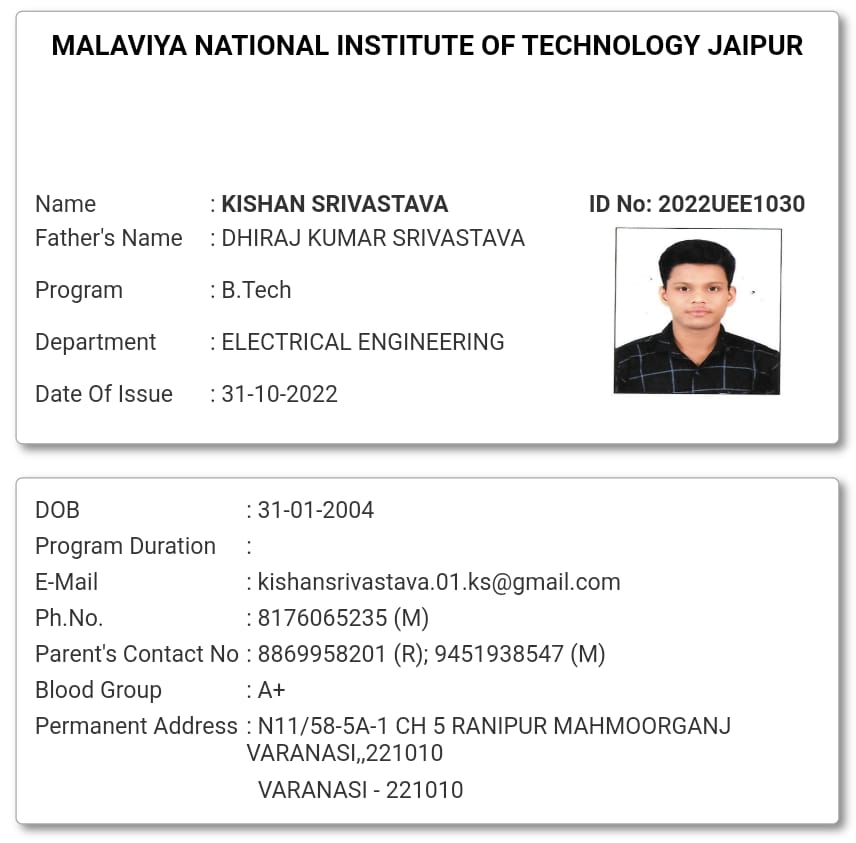 MALAVIYA NATIONAL INSTITUTE OF TECHNOLOGY JAIPUR
Name : KISHAN SRIVASTAVA ID No: 2022UEE1030
Father's Name : DHIRAJ KUMAR SRIVASTAVA
Program : B.Tech
Department : ELECTRICAL ENGINEERING
Date Of Issue : 31-10-2022
DOB : 31-01-2004
Program Duration :
E-Mail : kishansrivastava.01.ks@gmail.com
Ph.No. : 8176065235 (M)
Parent's Contact No : 8869958201 (R); 9451938547 (M)
Blood Group : A+
Permanent Address : N11/58-5A-1 CH 5 RANIPUR MAHMOORGANJ
VARANASI,,221010
VARANASI - 221010